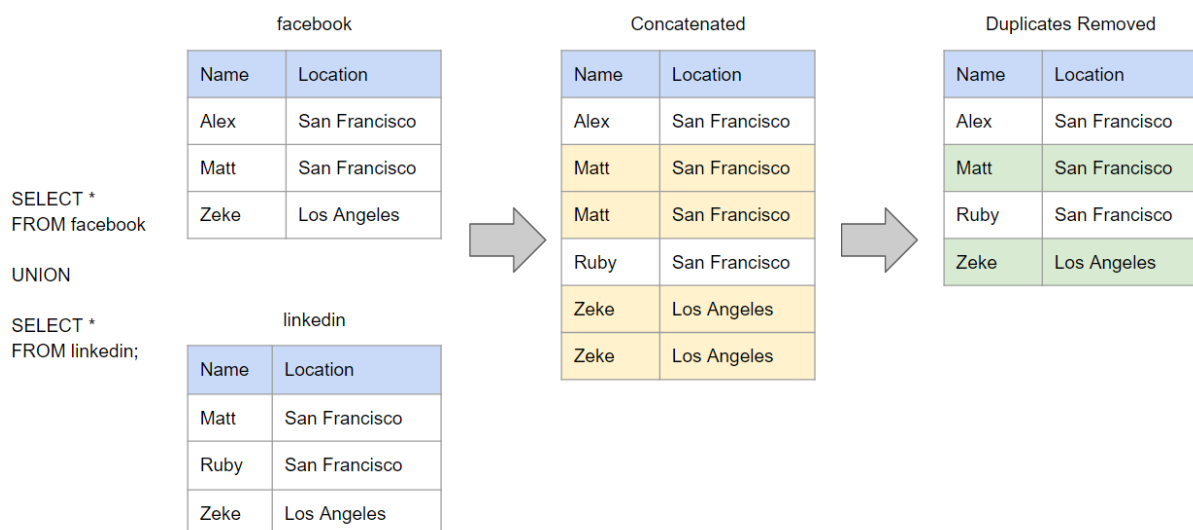 SELECT *
FROM facebook
UNION
SELECT *
FROM linkedin;
facebook
Name Location
Alex San Francisco
Matt San Francisco
Zeke Los Angeles
linkedin
Name Location
Matt San Francisco
Ruby San Francisco
Zeke Los Angeles
Concatenated
Name Location
Alex San Francisco
Matt San Francisco
Matt San Francisco
Ruby San Francisco
Zeke Los Angeles
Zeke Los Angeles
Duplicates Removed
Name Location
Alex San Francisco
Matt San Francisco
Ruby San Francisco
Zeke Los Angeles